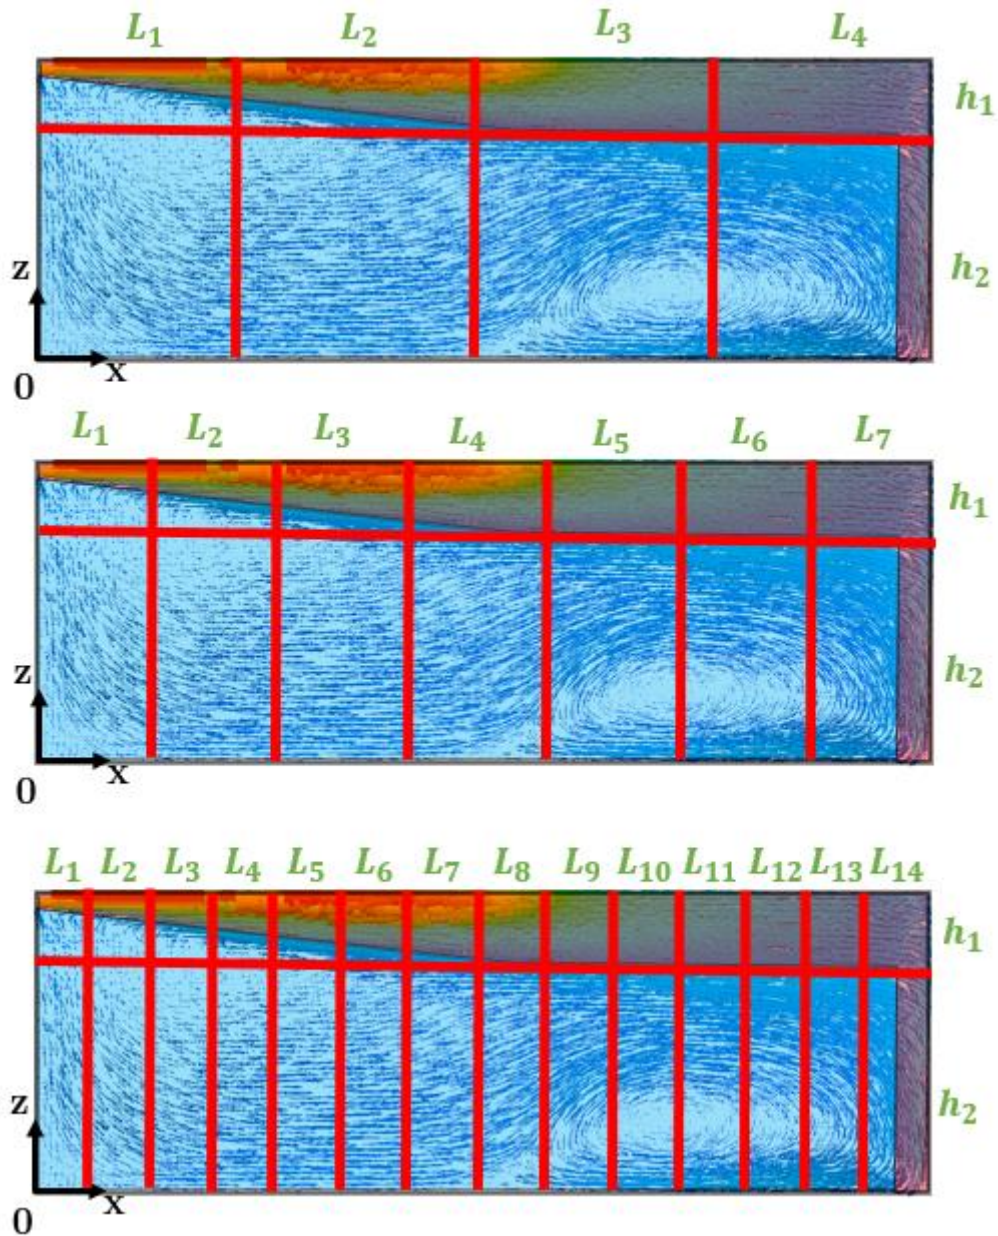 L₁ L₂ L₃ L₄
h₁
z
h₂
x
0
L₁ L₂ L₃ L₄ L₅ L₆ L₇
h₁
z
h₂
x
0
L₁ L₂ L₃ L₄ L₅ L₆ L₇ L₈ L₉ L₁₀ L₁₁ L₁₂ L₁₃ L₁₄
h₁
z
h₂
x
0